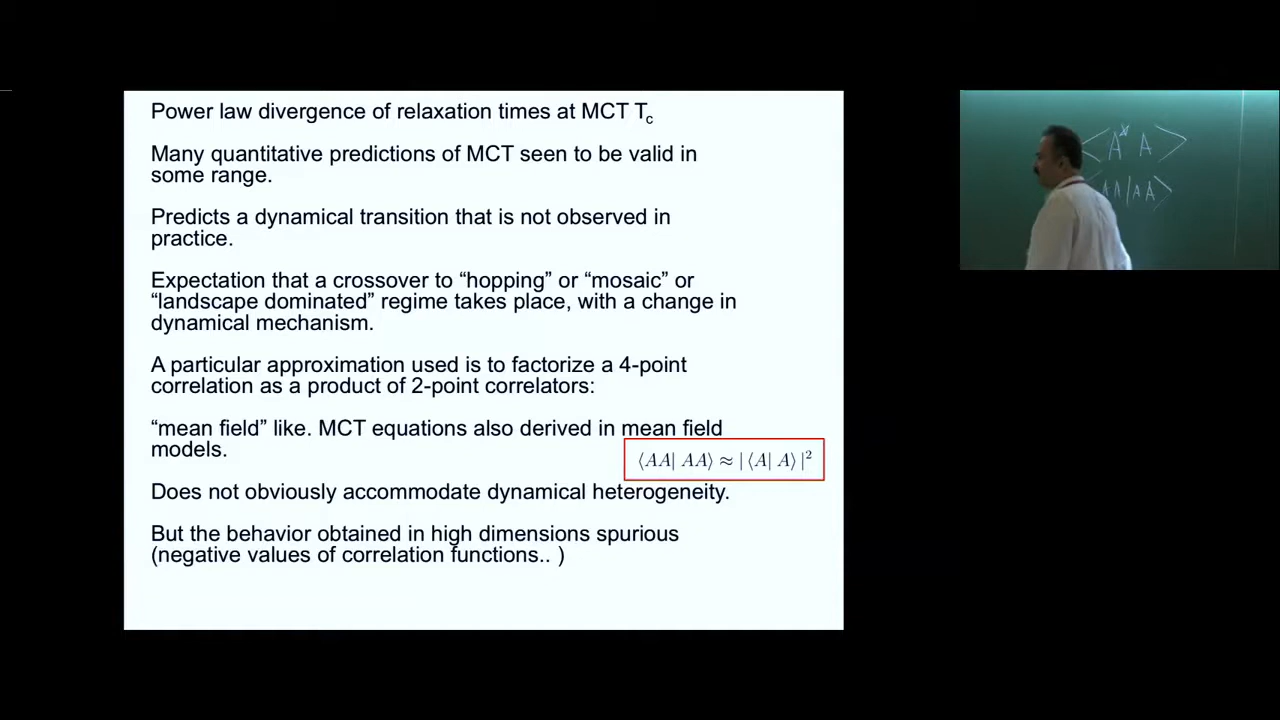 Power law divergence of relaxation times at MCT Tc
Many quantitative predictions of MCT seen to be valid in
some range.
Predicts a dynamical transition that is not observed in
practice.
Expectation that a crossover to “hopping” or “mosaic” or
“landscape dominated” regime takes place, with a change in
dynamical mechanism.
A particular approximation used is to factorize a 4-point
correlation as a product of 2-point correlators:
“mean field” like. MCT equations also derived in mean field
models.
⟨AA| AA⟩ ≈ | ⟨A| A⟩ |²
Does not obviously accommodate dynamical heterogeneity.
But the behavior obtained in high dimensions spurious
(negative values of correlation functions.. )
⟨A* A⟩
AA|AA⟩